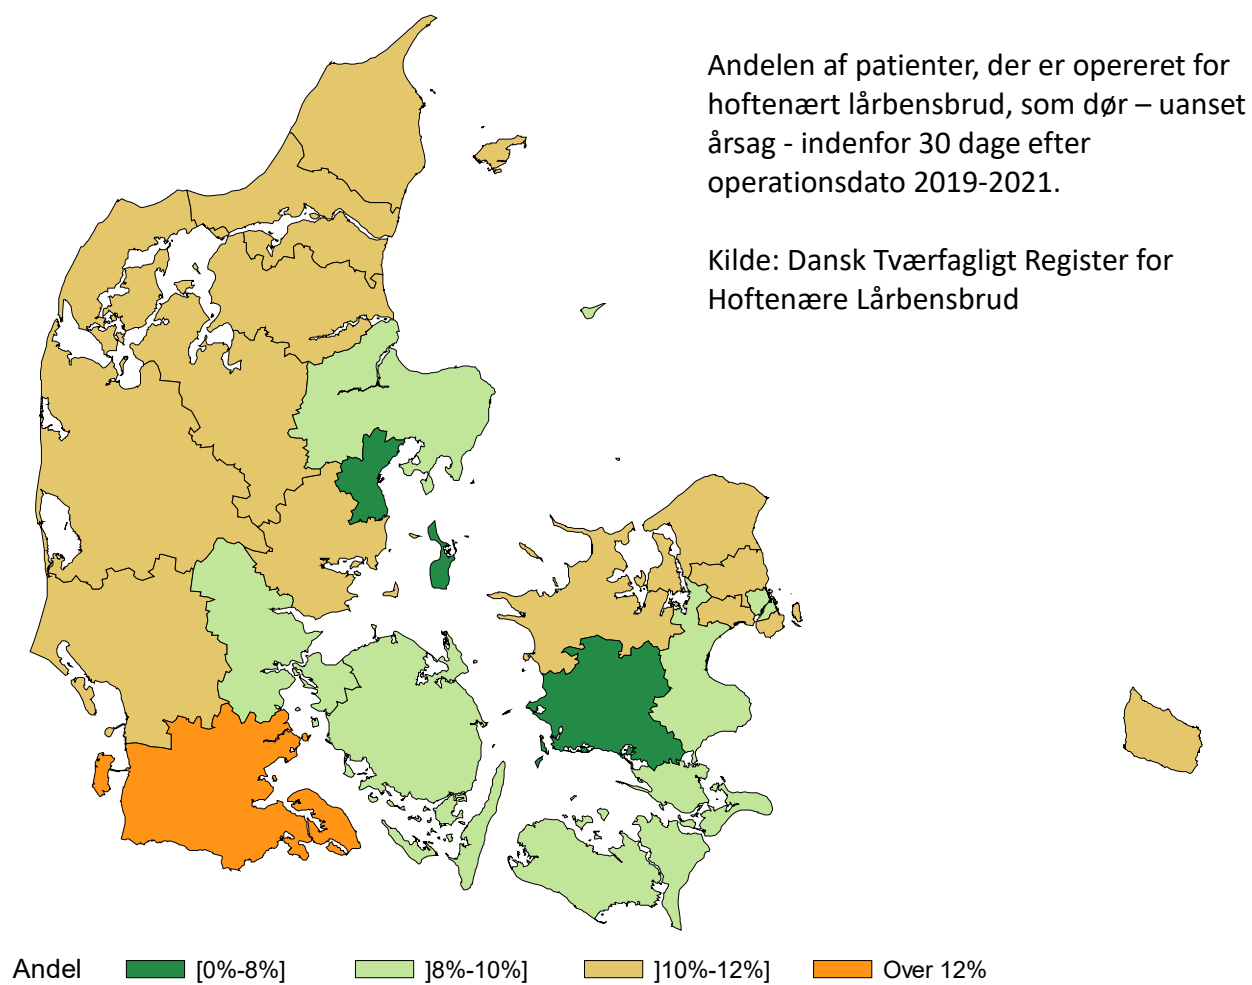 Andelen af patienter, der er opereret for
hoftenært lårbensbrud, som dør – uanset
årsag - indenfor 30 dage efter
operationsdato 2019-2021.
Kilde: Dansk Tværfagligt Register for
Hoftenære Lårbensbrud
Andel [0%-8%] ]8%-10%] ]10%-12%] Over 12%